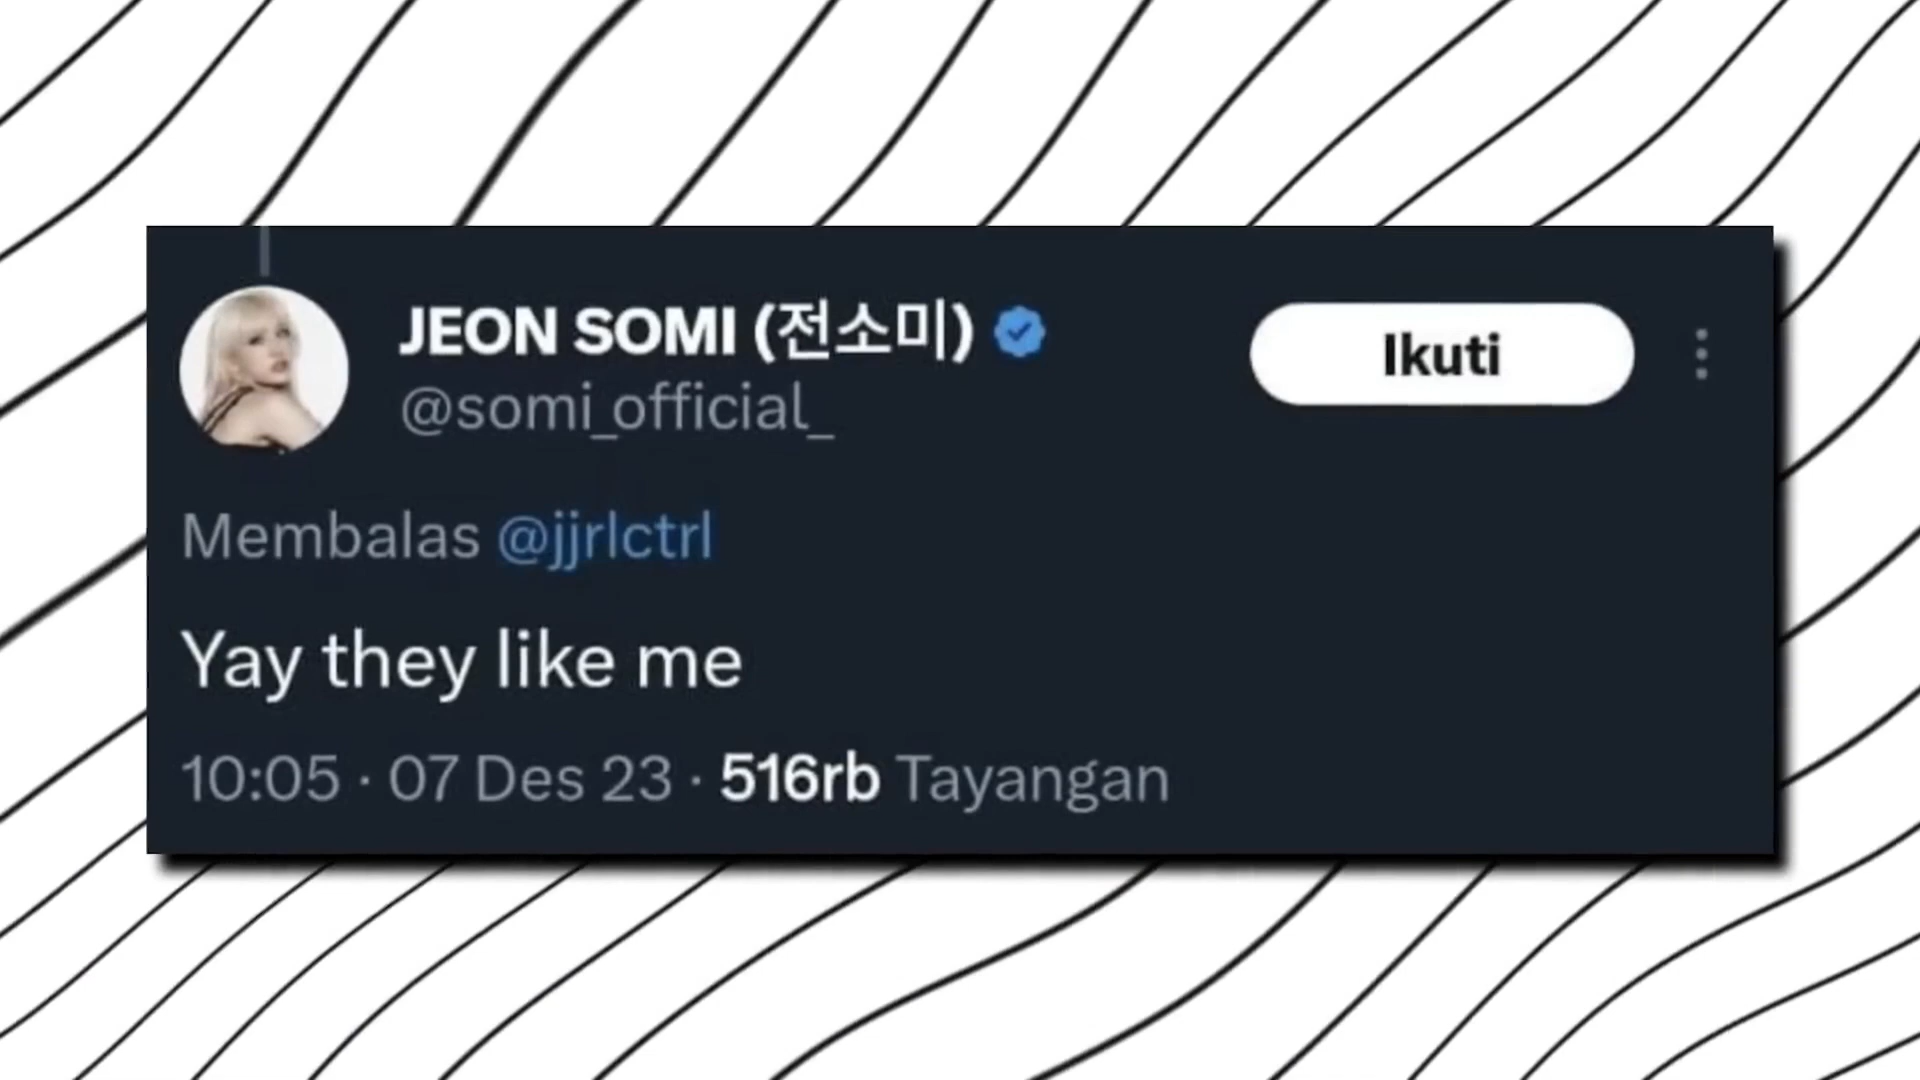 JEON SOMI (전소미)
Ikuti
@somi_official_
Membalas @jjrlctrl
Yay they like me
10:05 · 07 Des 23 · 516rb Tayangan